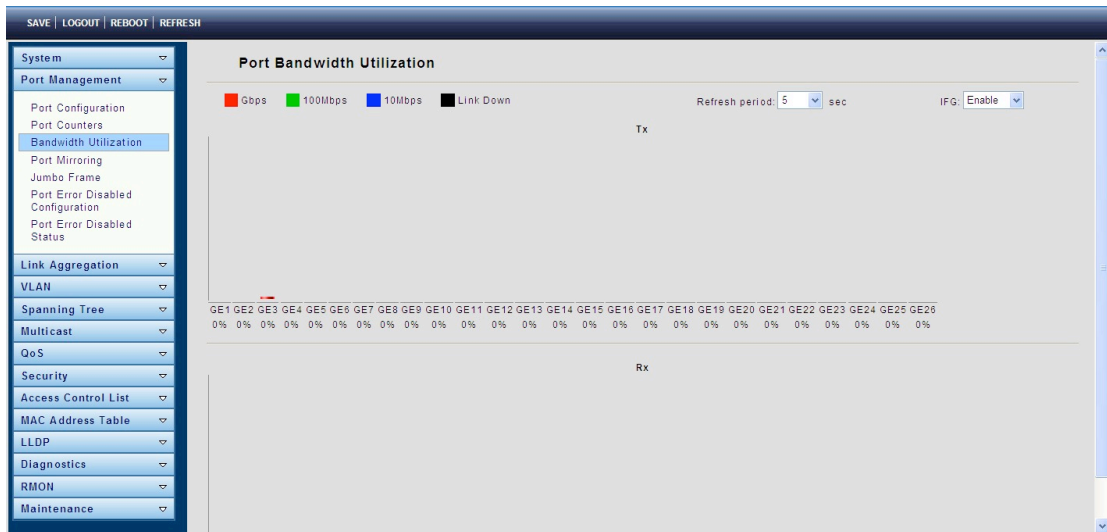 SAVE | LOGOUT | REBOOT | REFRESH
System
Port Management
Port Configuration
Port Counters
Bandwidth Utilization
Port Mirroring
Jumbo Frame
Port Error Disabled
Configuration
Port Error Disabled
Status
Link Aggregation
VLAN
Spanning Tree
Multicast
QoS
Security
Access Control List
MAC Address Table
LLDP
Diagnostics
RMON
Maintenance
Port Bandwidth Utilization
Gbps 100Mbps 10Mbps Link Down Refresh period: 5 sec IFG: Enable
Tx
GE1 GE2 GE3 GE4 GE5 GE6 GE7 GE8 GE9 GE10 GE11 GE12 GE13 GE14 GE15 GE16 GE17 GE18 GE19 GE20 GE21 GE22 GE23 GE24 GE25 GE26
0% 0% 0% 0% 0% 0% 0% 0% 0% 0% 0% 0% 0% 0% 0% 0% 0% 0% 0% 0% 0% 0% 0% 0% 0% 0%
Rx